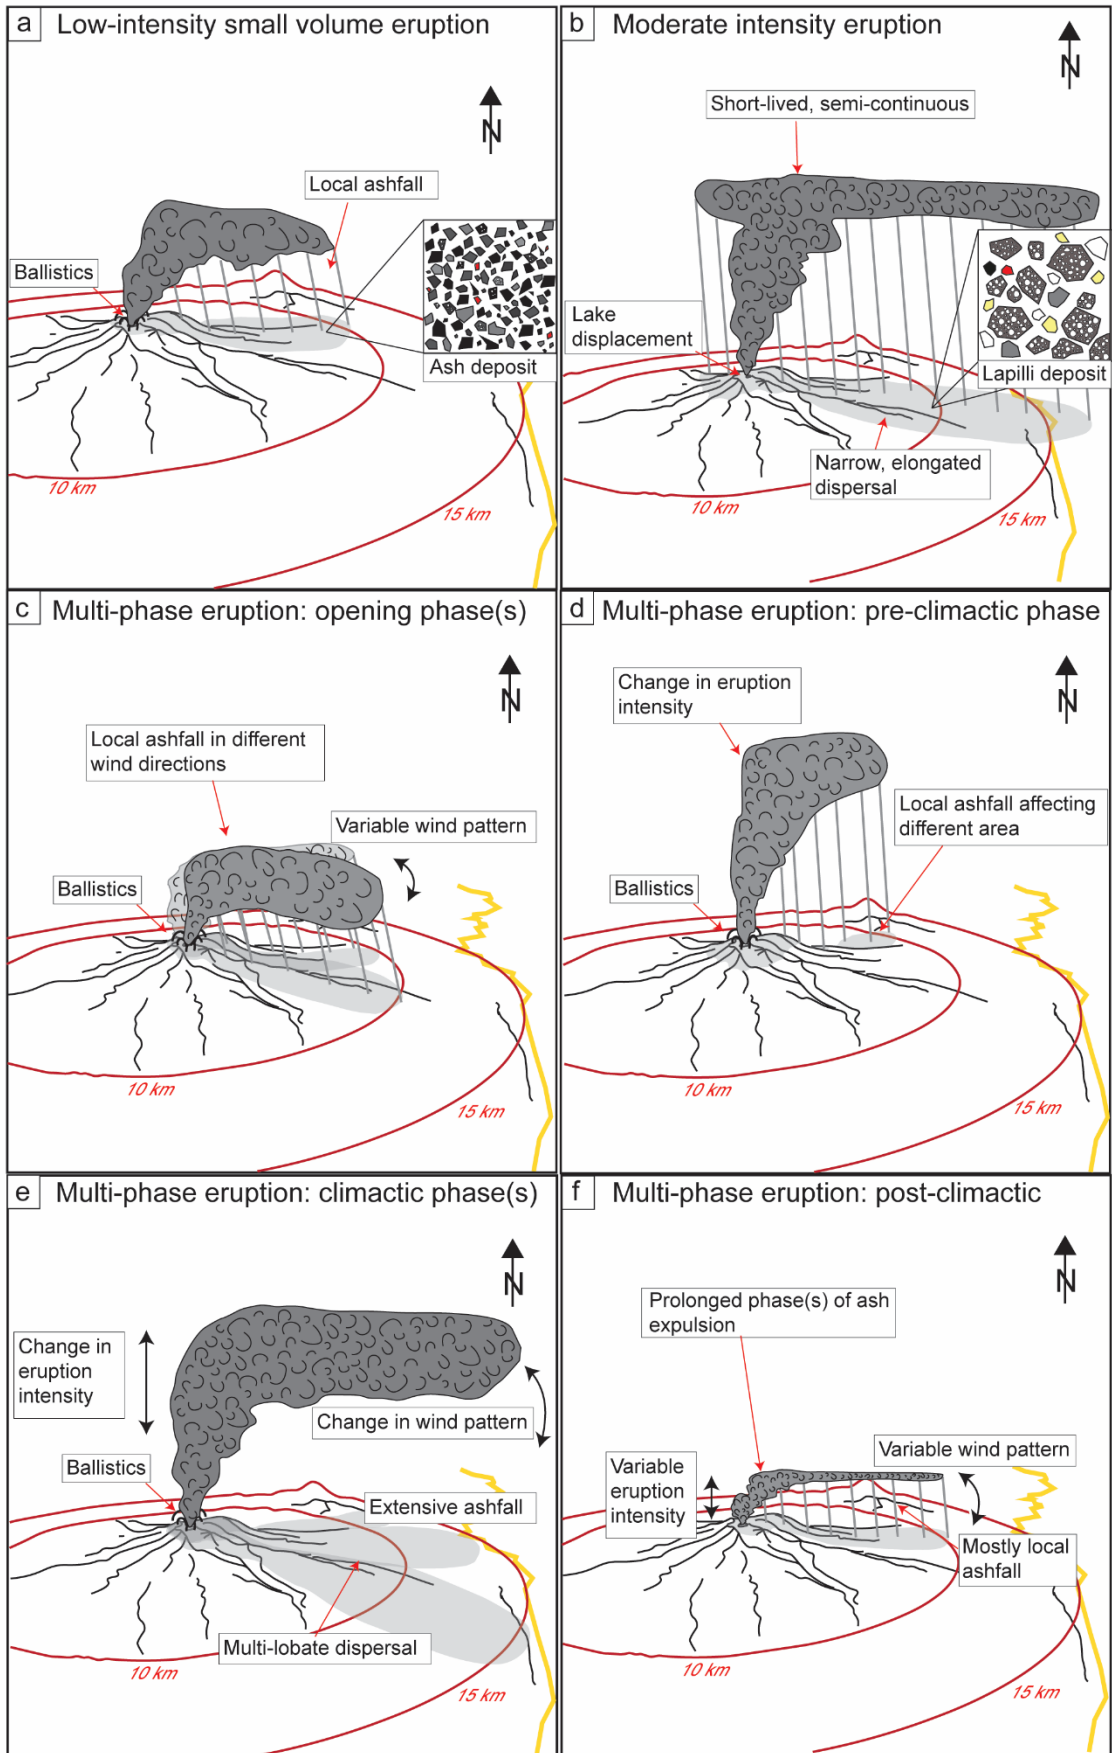 a
Low-intensity small volume eruption
N
Local ashfall
Ballistics
Ash deposit
10 km
15 km
b
Moderate intensity eruption
N
Short-lived, semi-continuous
Lake
displacement
Lapilli deposit
Narrow, elongated
dispersal
10 km
15 km
c
Multi-phase eruption: opening phase(s)
N
Local ashfall in different
wind directions
Variable wind pattern
Ballistics
10 km
15 km
d
Multi-phase eruption: pre-climactic phase
N
Change in eruption
intensity
Local ashfall affecting
different area
Ballistics
10 km
15 km
e
Multi-phase eruption: climactic phase(s)
N
Change in
eruption
intensity
Change in wind pattern
Ballistics
Extensive ashfall
Multi-lobate dispersal
10 km
15 km
f
Multi-phase eruption: post-climactic
N
Prolonged phase(s) of ash
expulsion
Variable wind pattern
Variable
eruption
intensity
Mostly local
ashfall
10 km
15 km